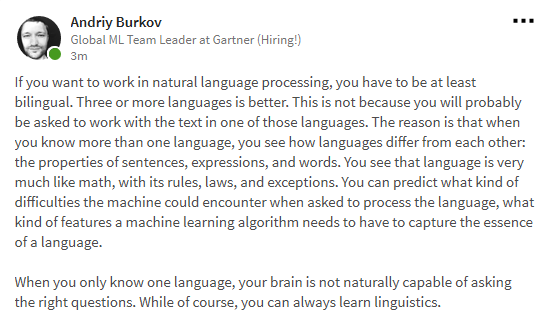 Andriy Burkov
Global ML Team Leader at Gartner (Hiring!)
3m
If you want to work in natural language processing, you have to be at least
bilingual. Three or more languages is better. This is not because you will probably
be asked to work with the text in one of those languages. The reason is that when
you know more than one language, you see how languages differ from each other:
the properties of sentences, expressions, and words. You see that language is very
much like math, with its rules, laws, and exceptions. You can predict what kind of
difficulties the machine could encounter when asked to process the language, what
kind of features a machine learning algorithm needs to have to capture the essence
of a language.
When you only know one language, your brain is not naturally capable of asking
the right questions. While of course, you can always learn linguistics.